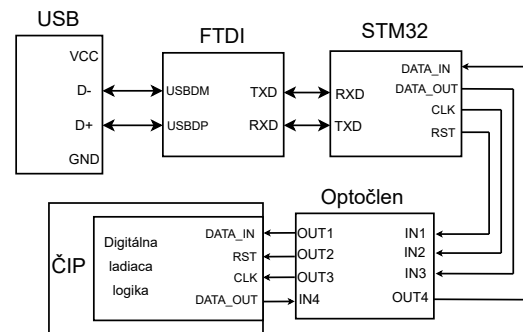 USB
FTDI
STM32
VCC
D-
D+
GND
USBDM
USBDP
TXD
RXD
RXD
TXD
DATA_IN
DATA_OUT
CLK
RST
ČIP
Digitálna
ladiaca
logika
DATA_IN
RST
CLK
DATA_OUT
Optočlen
OUT1
OUT2
OUT3
IN4
IN1
IN2
IN3
OUT4